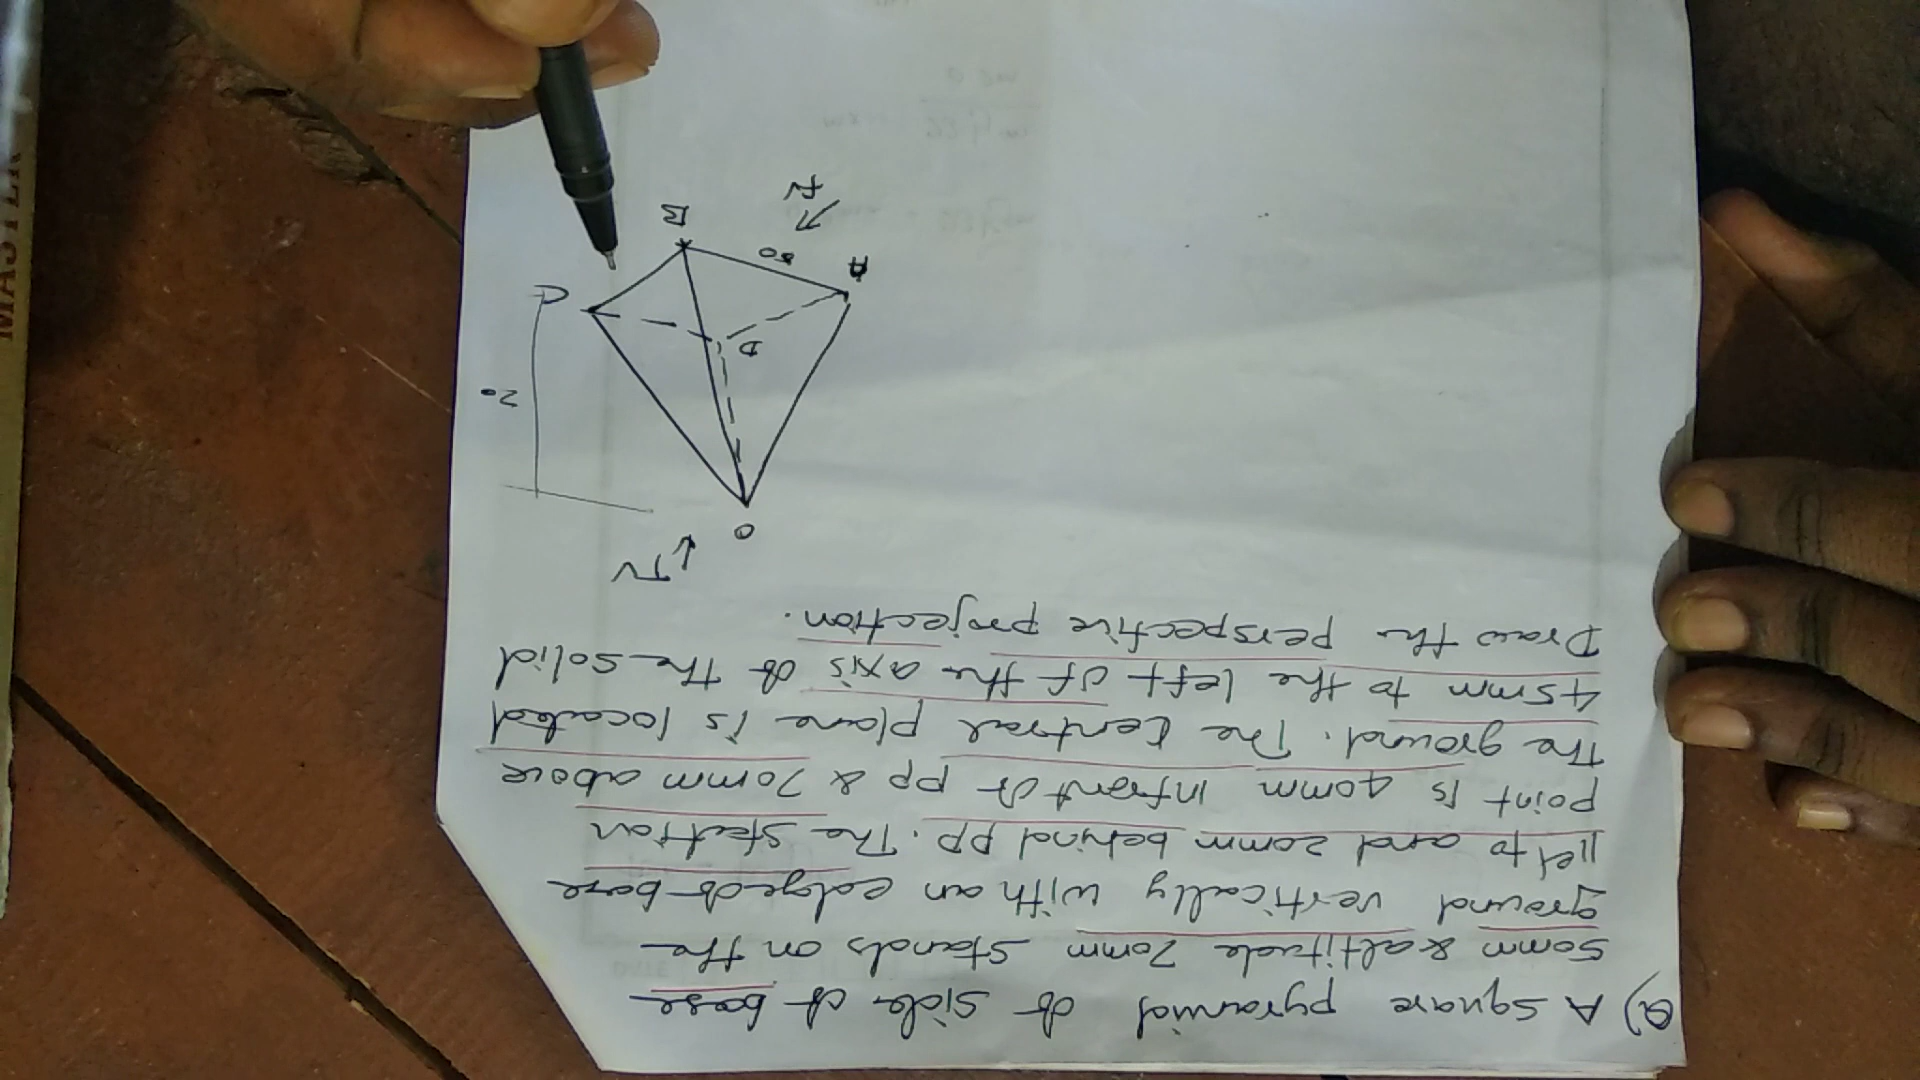 Q) A square pyramid of side of base
50mm & altitude 70mm stands on the
ground vertically with an edge of base
||el to and 20mm behind pp. The station
point is 40mm infront of pp & 70mm above
the ground. The central plane is located
45mm to the left of the axis of the solid
Draw the perspective projection.
TV
O
70
D
C
A
50
B
FV
MASTER